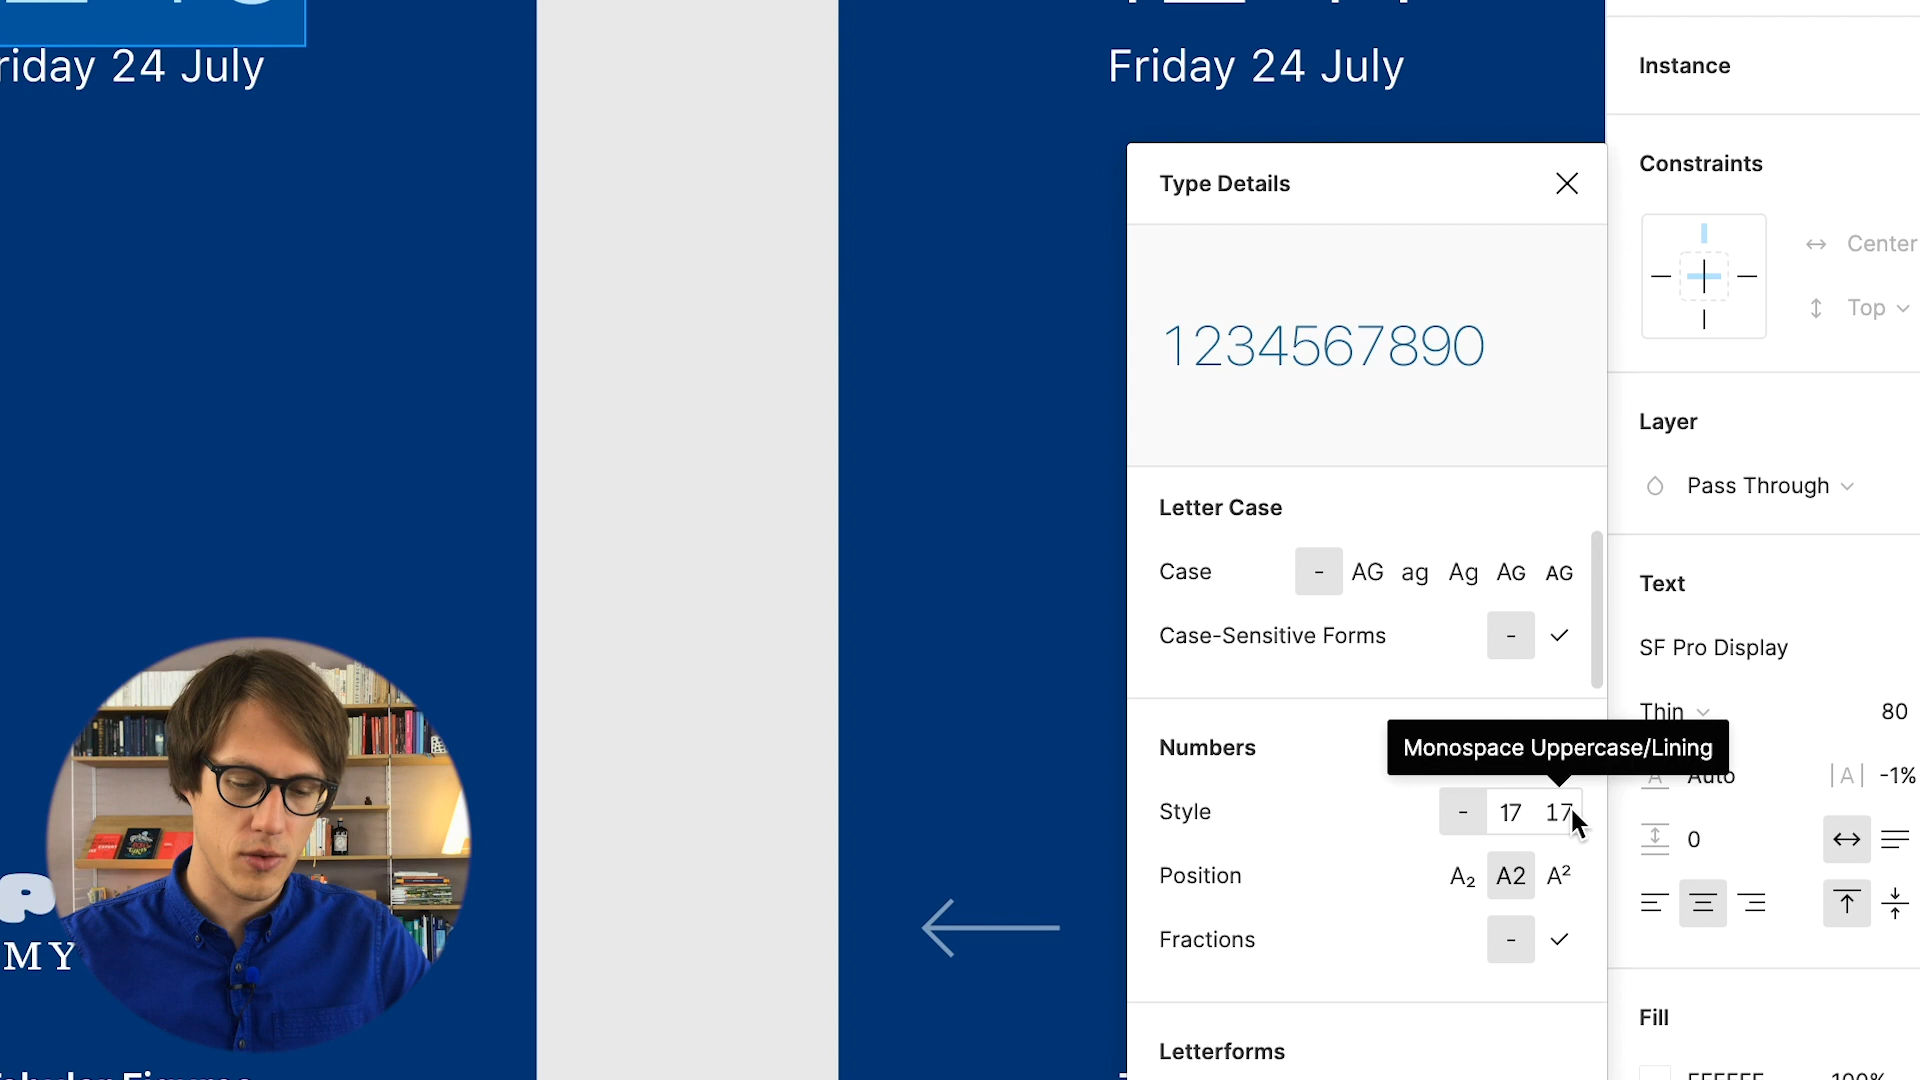 riday 24 July
Friday 24 July
Type Details
1234567890
Letter Case
Case - AG ag Ag AG AG
Case-Sensitive Forms - ✓
Numbers
Monospace Uppercase/Lining
Style - 17 17
Position A₂ A2 A²
Fractions - ✓
Letterforms
Instance
Constraints
Center
Top
Layer
Pass Through
Text
SF Pro Display
Thin 80
Auto |A| -1%
0
Fill
P
MY